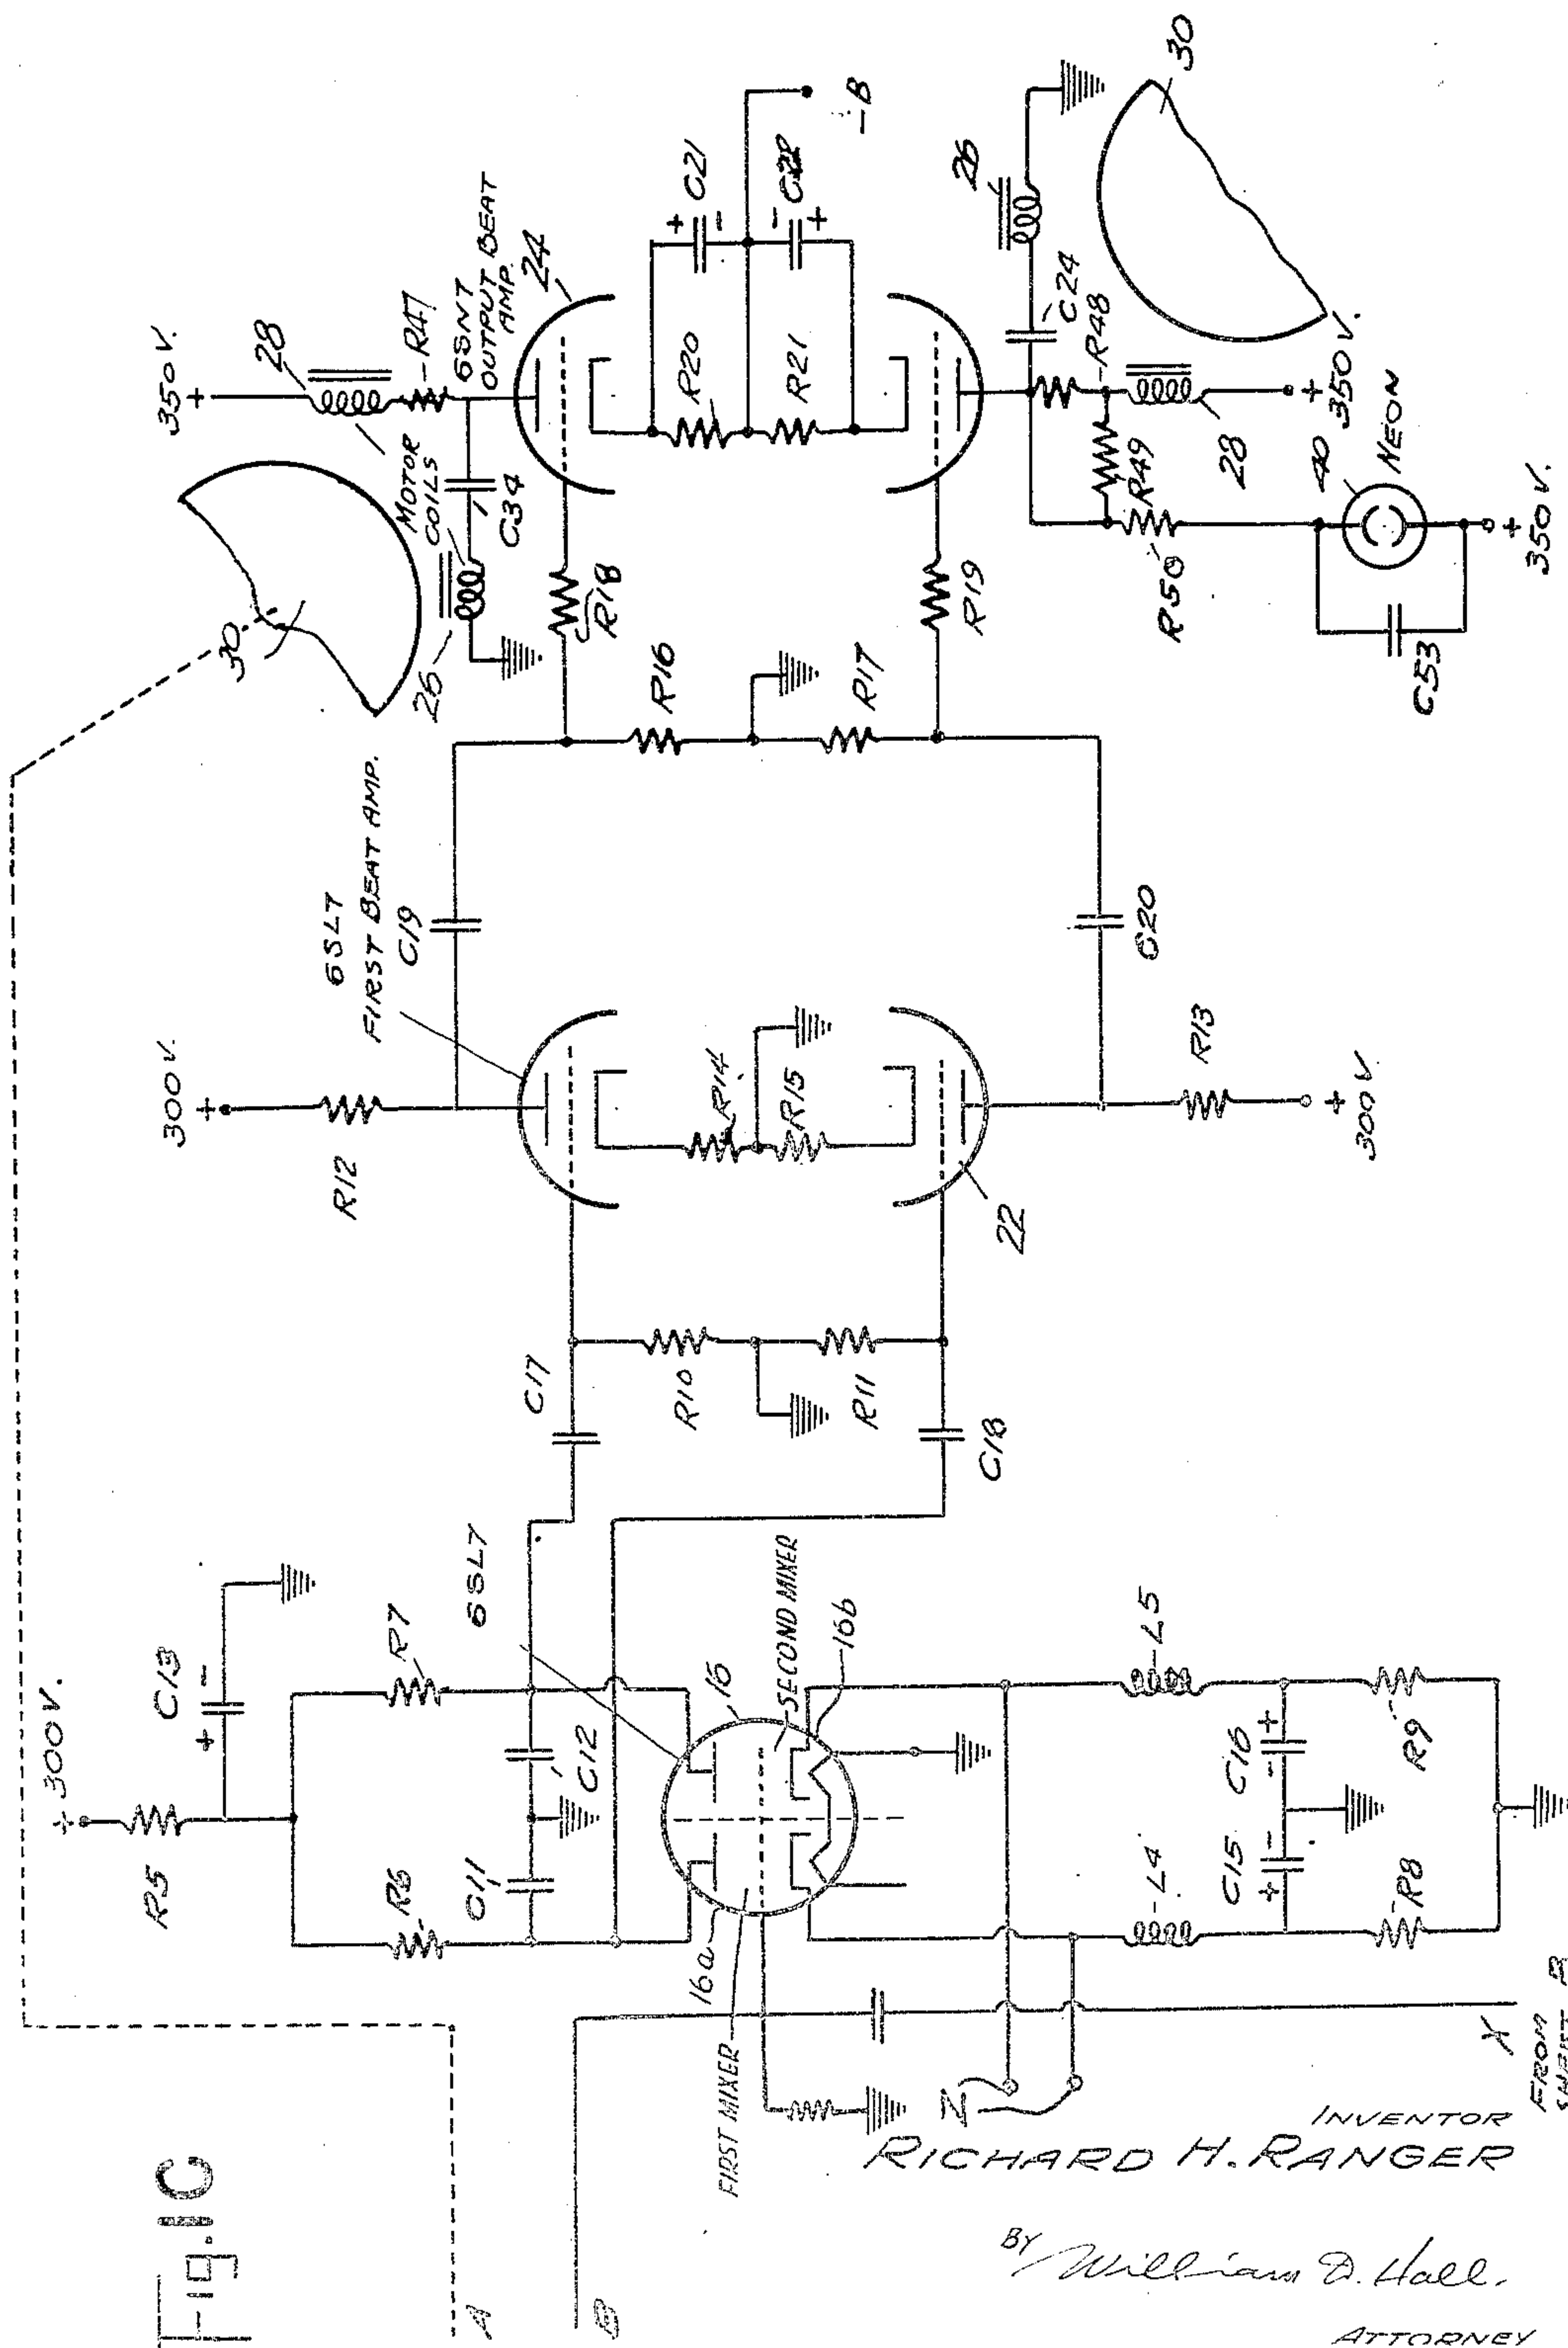 Fig.1C
A
B
+300V.
R5
C13
+
-
R6
R7
C11
C12
6SL7
16a
16
FIRST MIXER
SECOND MIXER
16b
N
L4
L5
C15
+
-
C16
-
+
R8
R9
X
FROM
SHEET B
C17
C18
R10
R11
300V.
+
R12
6SL7
FIRST BEAT AMP.
C19
R14
R15
22
C20
R13
+
300V.
R16
R17
R18
R19
30
26
MOTOR
COILS
C34
28
350V.
+
R47
6SN7
OUTPUT BEAT
AMP.
24
R20
R21
C21
+
-
C22
-
+
-B
26
C24
R48
R49
R50
28
+
350V.
40
NEON
C53
+
350V.
30
INVENTOR
RICHARD H. RANGER
BY William D. Hall.
ATTORNEY